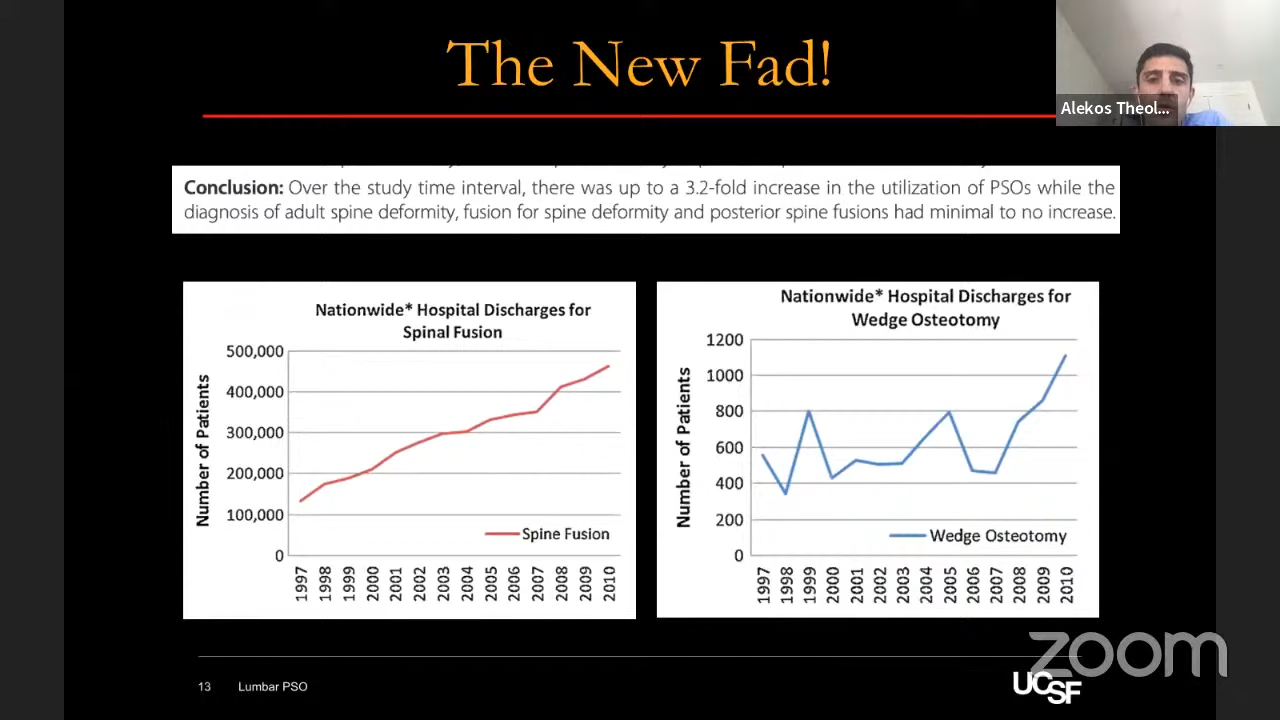 The New Fad!
Alekos Theol...
Conclusion: Over the study time interval, there was up to a 3.2-fold increase in the utilization of PSOs while the
diagnosis of adult spine deformity, fusion for spine deformity and posterior spine fusions had minimal to no increase.
Nationwide* Hospital Discharges for
Spinal Fusion
Number of Patients
500,000
400,000
300,000
200,000
100,000
0
Spine Fusion
1997 1998 1999 2000 2001 2002 2003 2004 2005 2006 2007 2008 2009 2010
Nationwide* Hospital Discharges for
Wedge Osteotomy
Number of Patients
1200
1000
800
600
400
200
0
Wedge Osteotomy
1997 1998 1999 2000 2001 2002 2003 2004 2005 2006 2007 2008 2009 2010
zoom
13 Lumbar PSO
UCSF